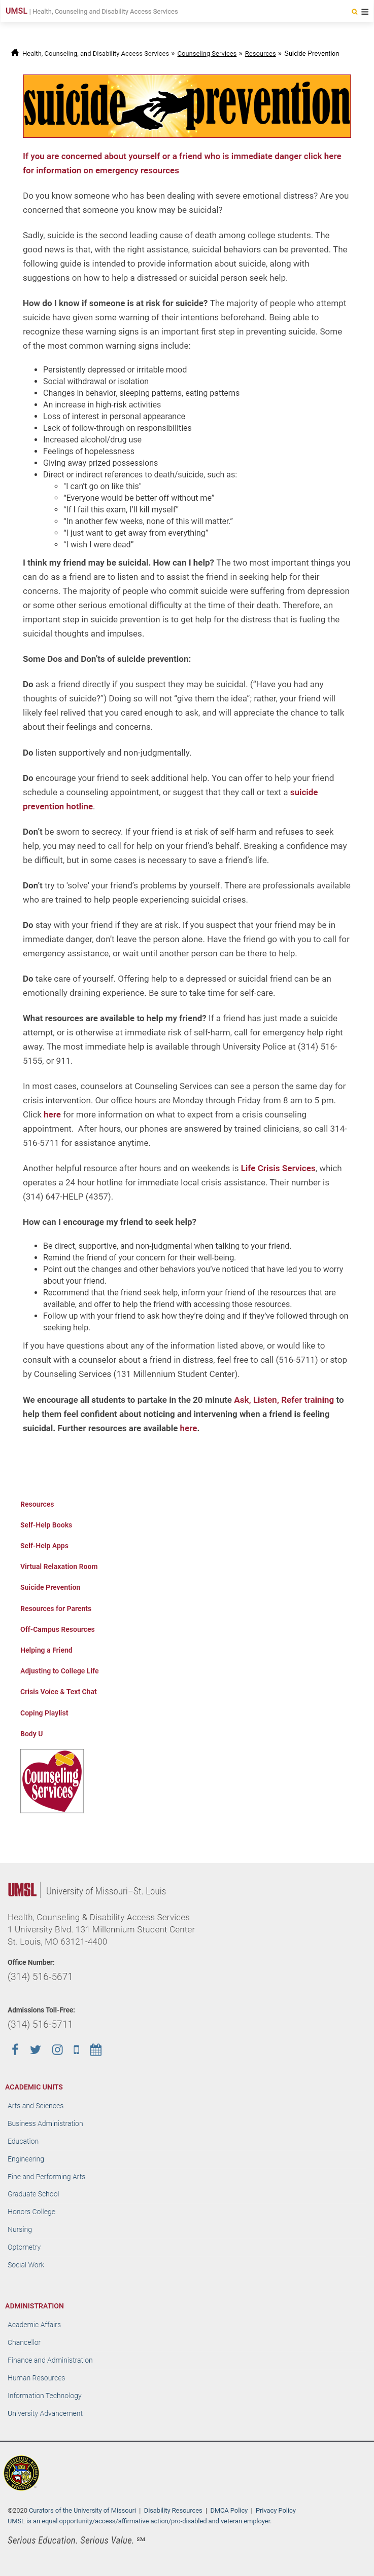 UMSL | Health, Counseling and Disability Access Services
Health, Counseling, and Disability Access Services » Counseling Services » Resources » Suicide Prevention
suicide prevention
If you are concerned about yourself or a friend who is immediate danger click here
for information on emergency resources
Do you know someone who has been dealing with severe emotional distress? Are you
concerned that someone you know may be suicidal?
Sadly, suicide is the second leading cause of death among college students. The
good news is that, with the right assistance, suicidal behaviors can be prevented. The
following guide is intended to provide information about suicide, along with
suggestions on how to help a distressed or suicidal person seek help.
How do I know if someone is at risk for suicide? The majority of people who attempt
suicide have given some warning of their intentions beforehand. Being able to
recognize these warning signs is an important first step in preventing suicide. Some
of the most common warning signs include:
• Persistently depressed or irritable mood
• Social withdrawal or isolation
• Changes in behavior, sleeping patterns, eating patterns
• An increase in high-risk activities
• Loss of interest in personal appearance
• Lack of follow-through on responsibilities
• Increased alcohol/drug use
• Feelings of hopelessness
• Giving away prized possessions
• Direct or indirect references to death/suicide, such as:
○ "I can't go on like this"
○ “Everyone would be better off without me”
○ “If I fail this exam, I’ll kill myself”
○ “In another few weeks, none of this will matter.”
○ “I just want to get away from everything”
○ “I wish I were dead”
I think my friend may be suicidal. How can I help? The two most important things you
can do as a friend are to listen and to assist the friend in seeking help for their
concerns. The majority of people who commit suicide were suffering from depression
or some other serious emotional difficulty at the time of their death. Therefore, an
important step in suicide prevention is to get help for the distress that is fueling the
suicidal thoughts and impulses.
Some Dos and Don’ts of suicide prevention:
Do ask a friend directly if you suspect they may be suicidal. (“Have you had any
thoughts of suicide?”) Doing so will not “give them the idea”; rather, your friend will
likely feel relived that you cared enough to ask, and will appreciate the chance to talk
about their feelings and concerns.
Do listen supportively and non-judgmentally.
Do encourage your friend to seek additional help. You can offer to help your friend
schedule a counseling appointment, or suggest that they call or text a suicide
prevention hotline.
Don’t be sworn to secrecy. If your friend is at risk of self-harm and refuses to seek
help, you may need to call for help on your friend’s behalf. Breaking a confidence may
be difficult, but in some cases is necessary to save a friend’s life.
Don’t try to 'solve' your friend’s problems by yourself. There are professionals available
who are trained to help people experiencing suicidal crises.
Do stay with your friend if they are at risk. If you suspect that your friend may be in
immediate danger, don’t leave the person alone. Have the friend go with you to call for
emergency assistance, or wait until another person can be there to help.
Do take care of yourself. Offering help to a depressed or suicidal friend can be an
emotionally draining experience. Be sure to take time for self-care.
What resources are available to help my friend? If a friend has just made a suicide
attempt, or is otherwise at immediate risk of self-harm, call for emergency help right
away. The most immediate help is available through University Police at (314) 516-
5155, or 911.
In most cases, counselors at Counseling Services can see a person the same day for
crisis intervention. Our office hours are Monday through Friday from 8 am to 5 pm.
Click here for more information on what to expect from a crisis counseling
appointment. After hours, our phones are answered by trained clinicians, so call 314-
516-5711 for assistance anytime.
Another helpful resource after hours and on weekends is Life Crisis Services, which
operates a 24 hour hotline for immediate local crisis assistance. Their number is
(314) 647-HELP (4357).
How can I encourage my friend to seek help?
• Be direct, supportive, and non-judgmental when talking to your friend.
• Remind the friend of your concern for their well-being.
• Point out the changes and other behaviors you’ve noticed that have led you to worry
about your friend.
• Recommend that the friend seek help, inform your friend of the resources that are
available, and offer to help the friend with accessing those resources.
• Follow up with your friend to ask how they’re doing and if they’ve followed through on
seeking help.
If you have questions about any of the information listed above, or would like to
consult with a counselor about a friend in distress, feel free to call (516-5711) or stop
by Counseling Services (131 Millennium Student Center).
We encourage all students to partake in the 20 minute Ask, Listen, Refer training to
help them feel confident about noticing and intervening when a friend is feeling
suicidal. Further resources are available here.
Resources
Self-Help Books
Self-Help Apps
Virtual Relaxation Room
Suicide Prevention
Resources for Parents
Off-Campus Resources
Helping a Friend
Adjusting to College Life
Crisis Voice & Text Chat
Coping Playlist
Body U
Counseling
Services
UMSL | University of Missouri–St. Louis
Health, Counseling & Disability Access Services
1 University Blvd. 131 Millennium Student Center
St. Louis, MO 63121-4400
Office Number:
(314) 516-5671
Admissions Toll-Free:
(314) 516-5711
ACADEMIC UNITS
Arts and Sciences
Business Administration
Education
Engineering
Fine and Performing Arts
Graduate School
Honors College
Nursing
Optometry
Social Work
ADMINISTRATION
Academic Affairs
Chancellor
Finance and Administration
Human Resources
Information Technology
University Advancement
©2020 Curators of the University of Missouri | Disability Resources | DMCA Policy | Privacy Policy
UMSL is an equal opportunity/access/affirmative action/pro-disabled and veteran employer.
Serious Education. Serious Value. ℠